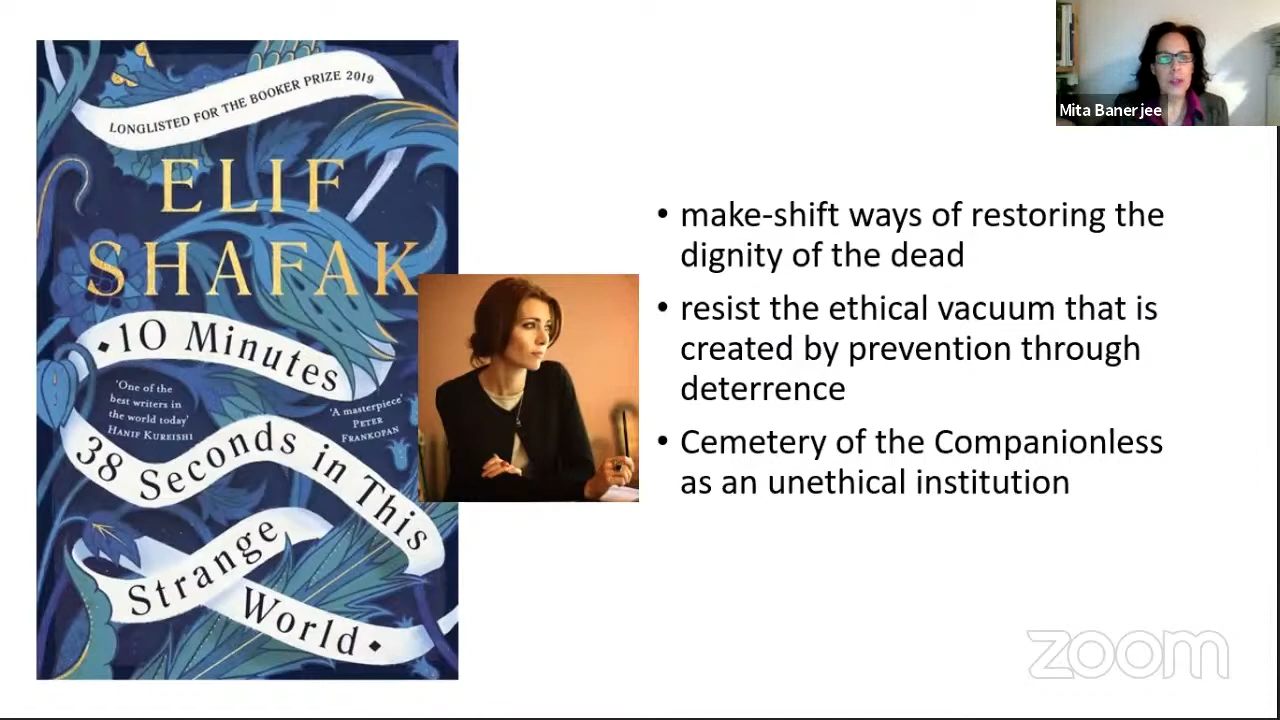 LONGLISTED FOR THE BOOKER PRIZE 2019
ELIF
SHAFAK
10 Minutes
'One of the
best writers in
the world today'
HANIF KUREISHI
'A masterpiece'
PETER
FRANKOPAN
38 Seconds in This
Strange
World
Mita Banerjee
• make-shift ways of restoring the
dignity of the dead
• resist the ethical vacuum that is
created by prevention through
deterrence
• Cemetery of the Companionless
as an unethical institution
zoom